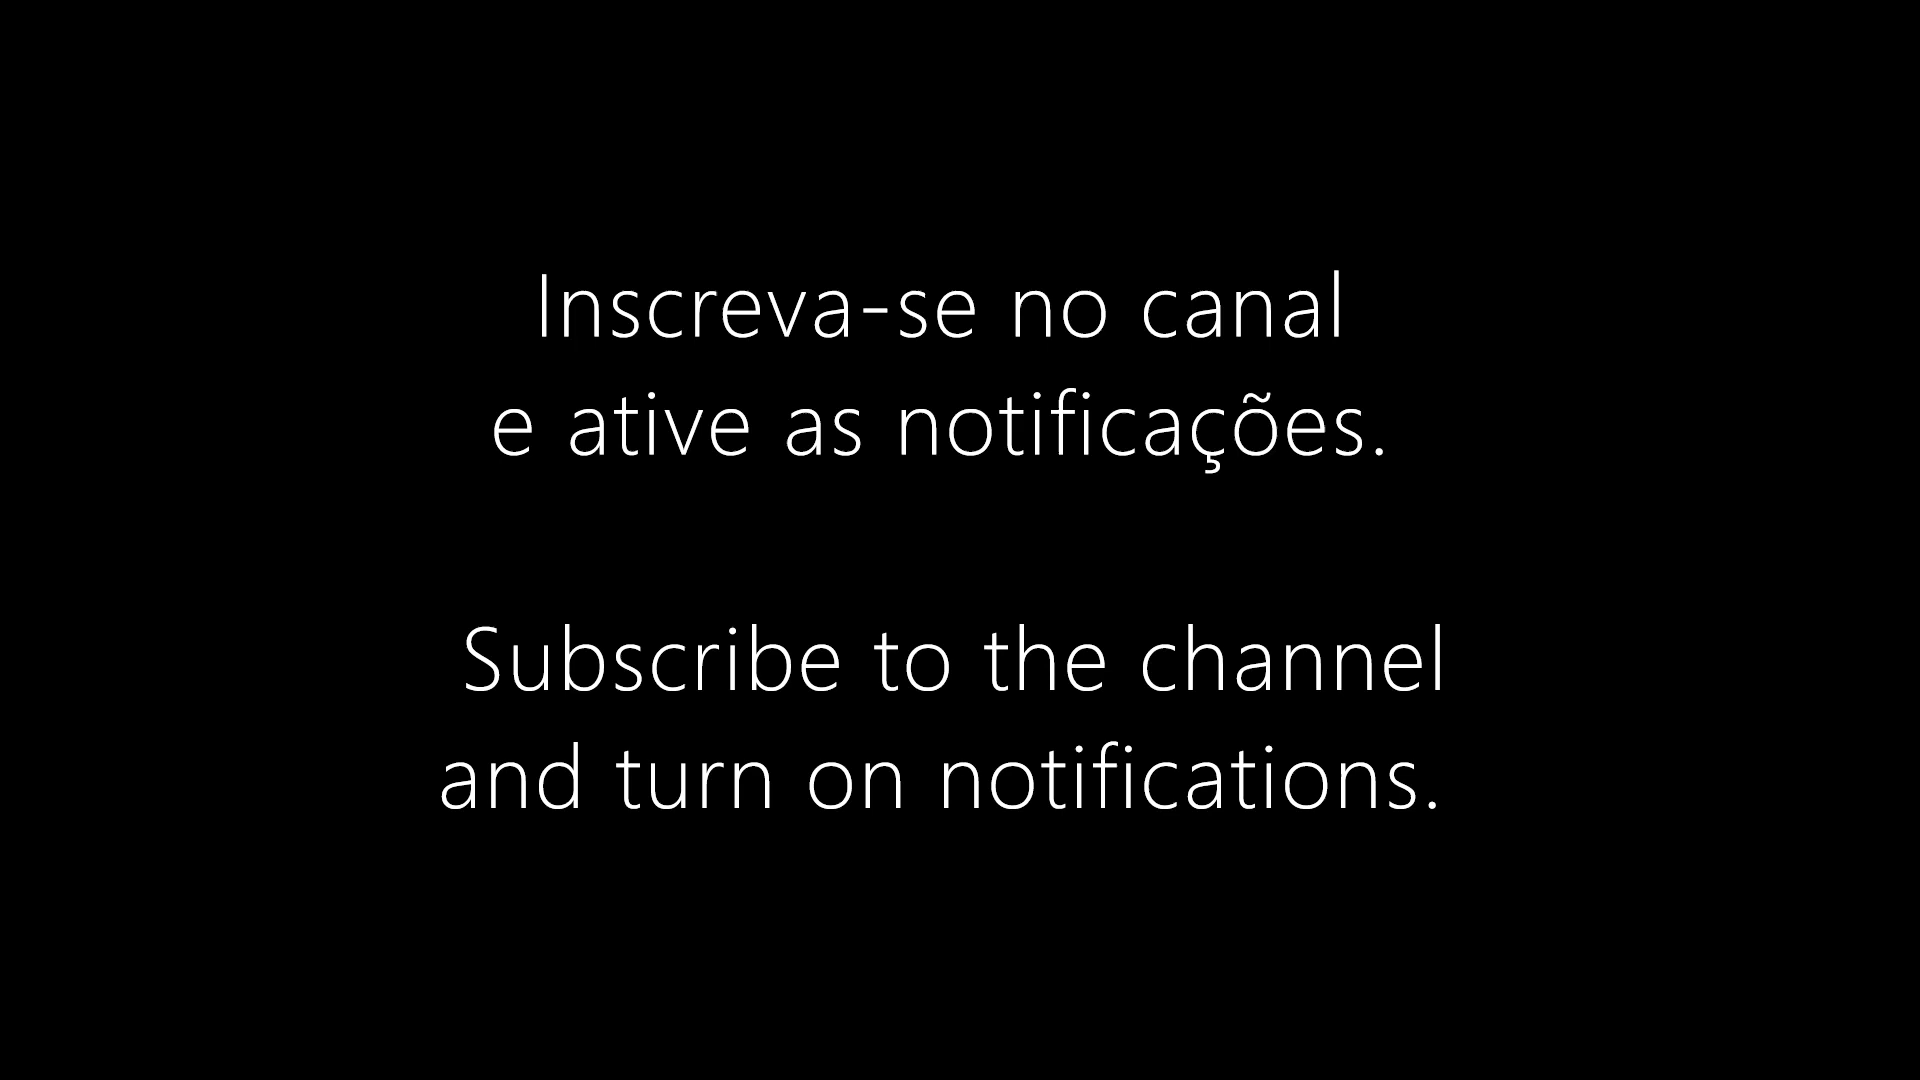 Inscreva-se no canal
e ative as notificações.
Subscribe to the channel
and turn on notifications.